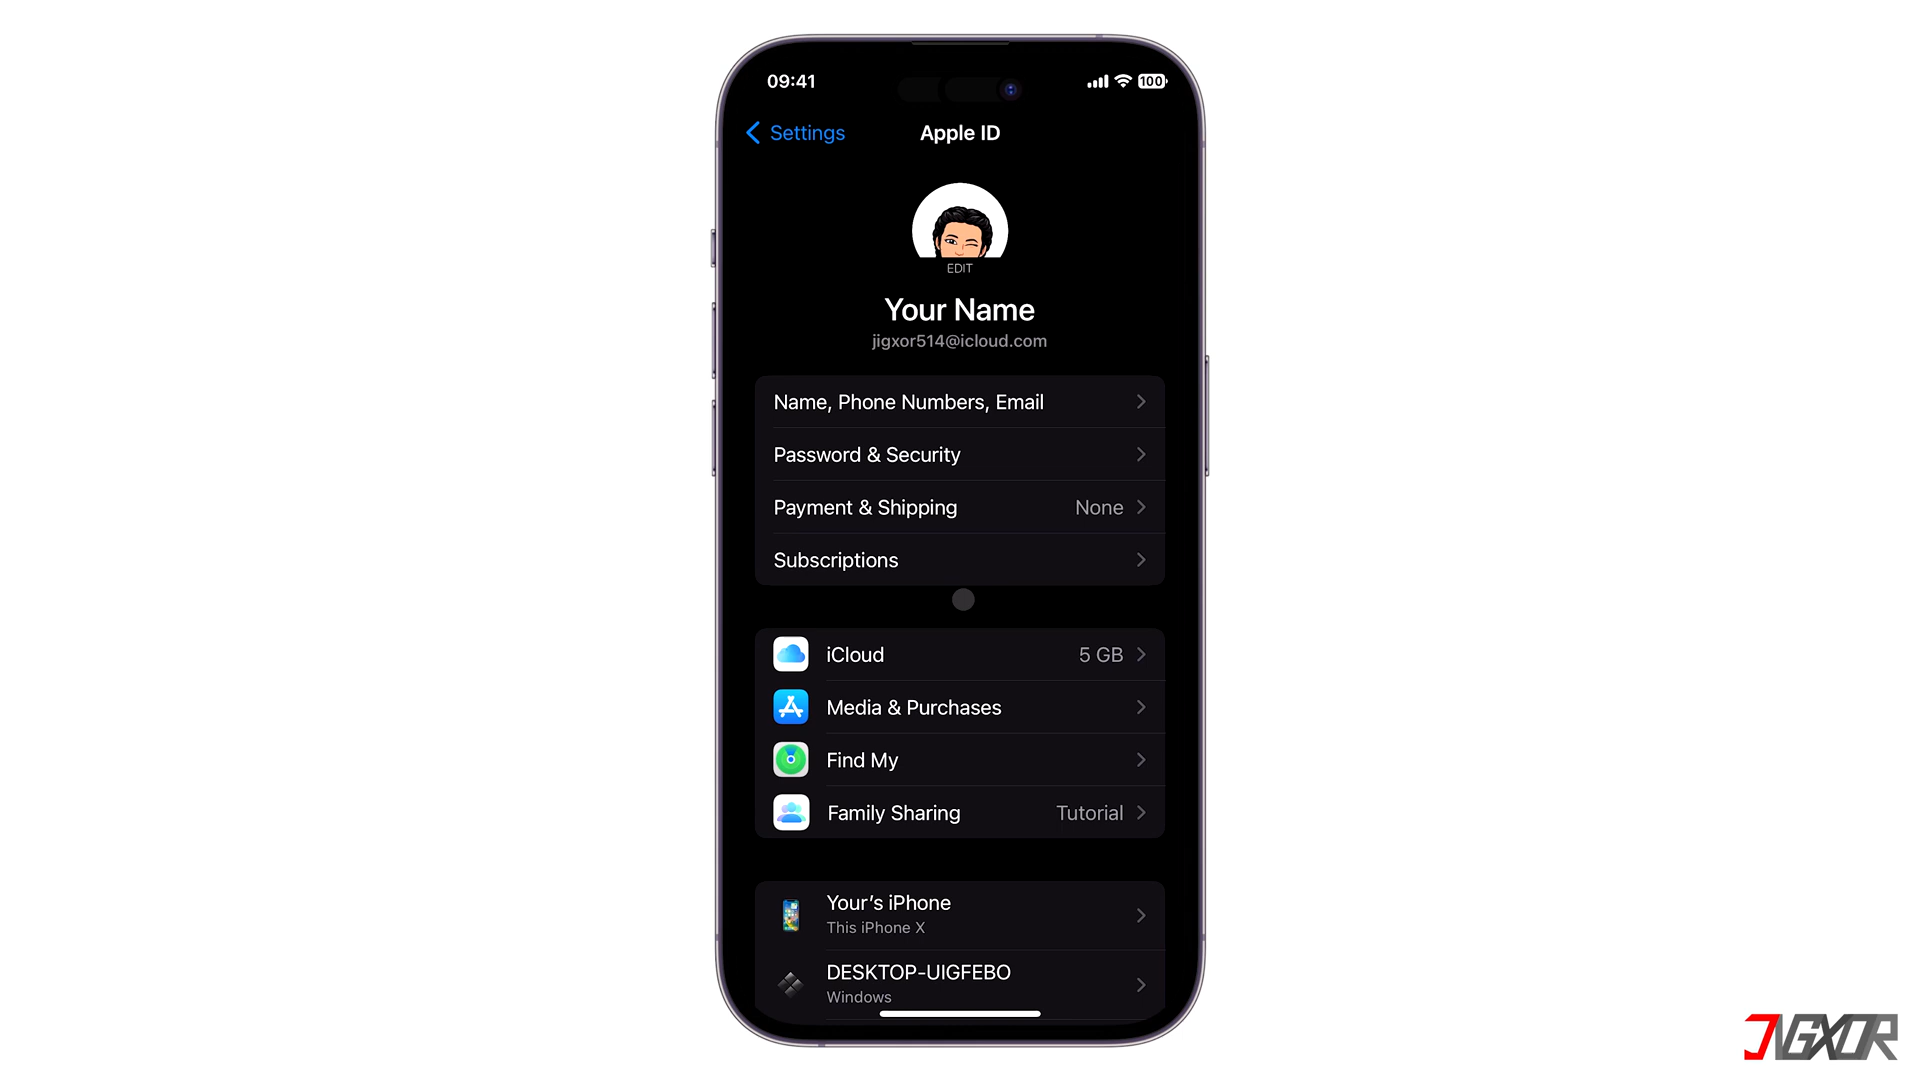 09:41
100
Settings
Apple ID
EDIT
Your Name
jigxor514@icloud.com
Name, Phone Numbers, Email
Password & Security
Payment & Shipping None
Subscriptions
iCloud 5 GB
Media & Purchases
Find My
Family Sharing Tutorial
Your’s iPhone
This iPhone X
DESKTOP-UIGFEBO
Windows
JIGXOR